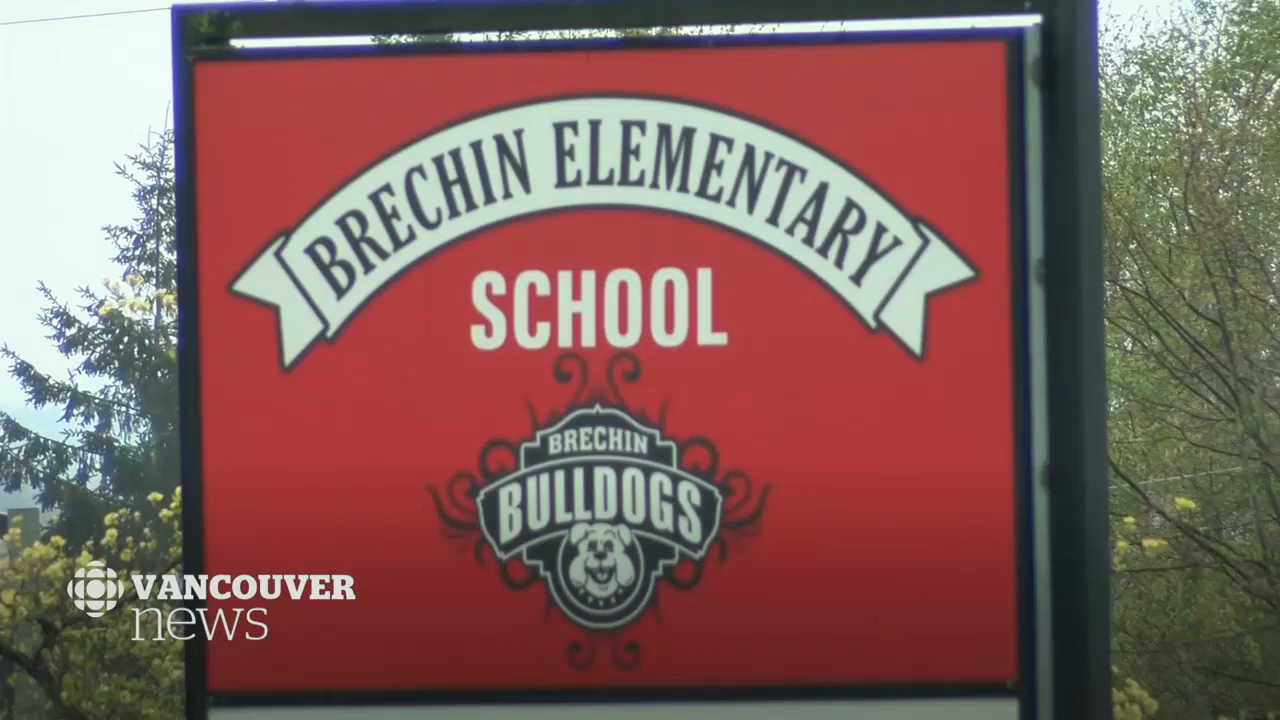 BRECHIN ELEMENTARY
SCHOOL
BRECHIN
BULLDOGS
VANCOUVER
news